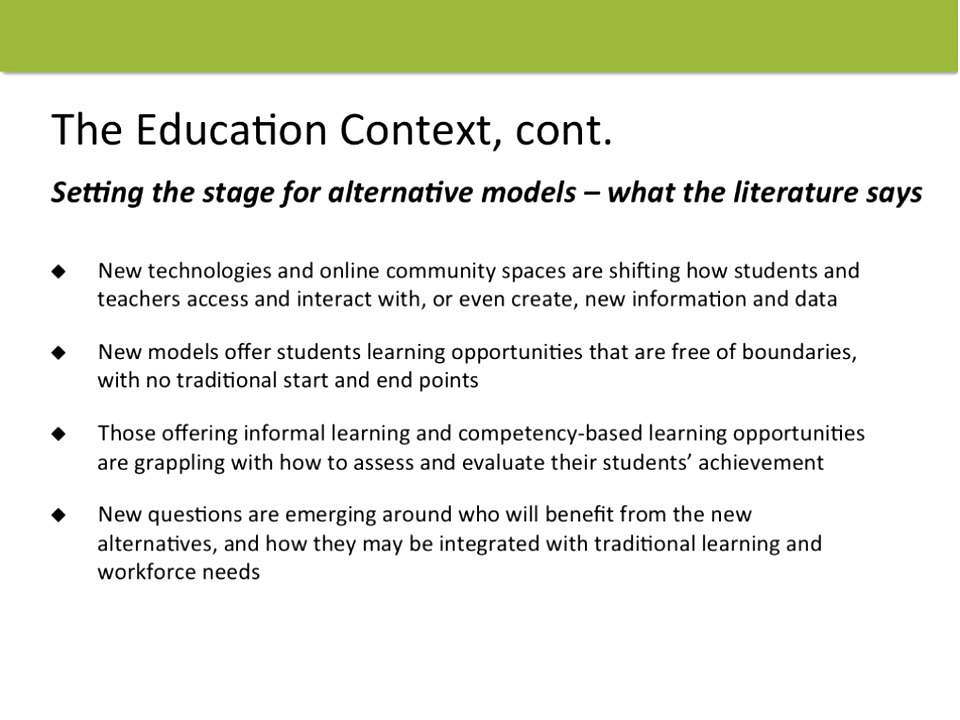 The Education Context, cont.
Setting the stage for alternative models – what the literature says
◆ New technologies and online community spaces are shifting how students and
teachers access and interact with, or even create, new information and data
◆ New models offer students learning opportunities that are free of boundaries,
with no traditional start and end points
◆ Those offering informal learning and competency-based learning opportunities
are grappling with how to assess and evaluate their students’ achievement
◆ New questions are emerging around who will benefit from the new
alternatives, and how they may be integrated with traditional learning and
workforce needs